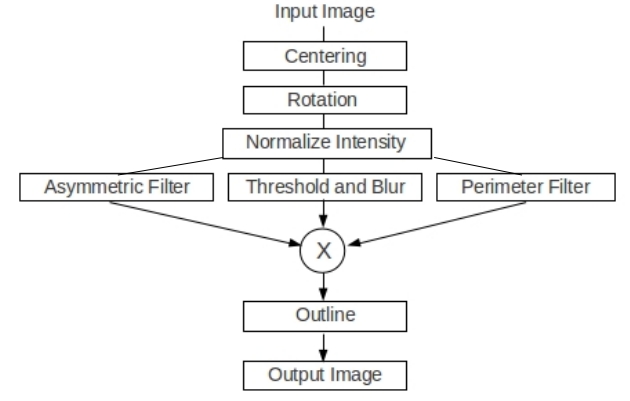 Input Image
Centering
Rotation
Normalize Intensity
Asymmetric Filter
Threshold and Blur
Perimeter Filter
X
Outline
Output Image